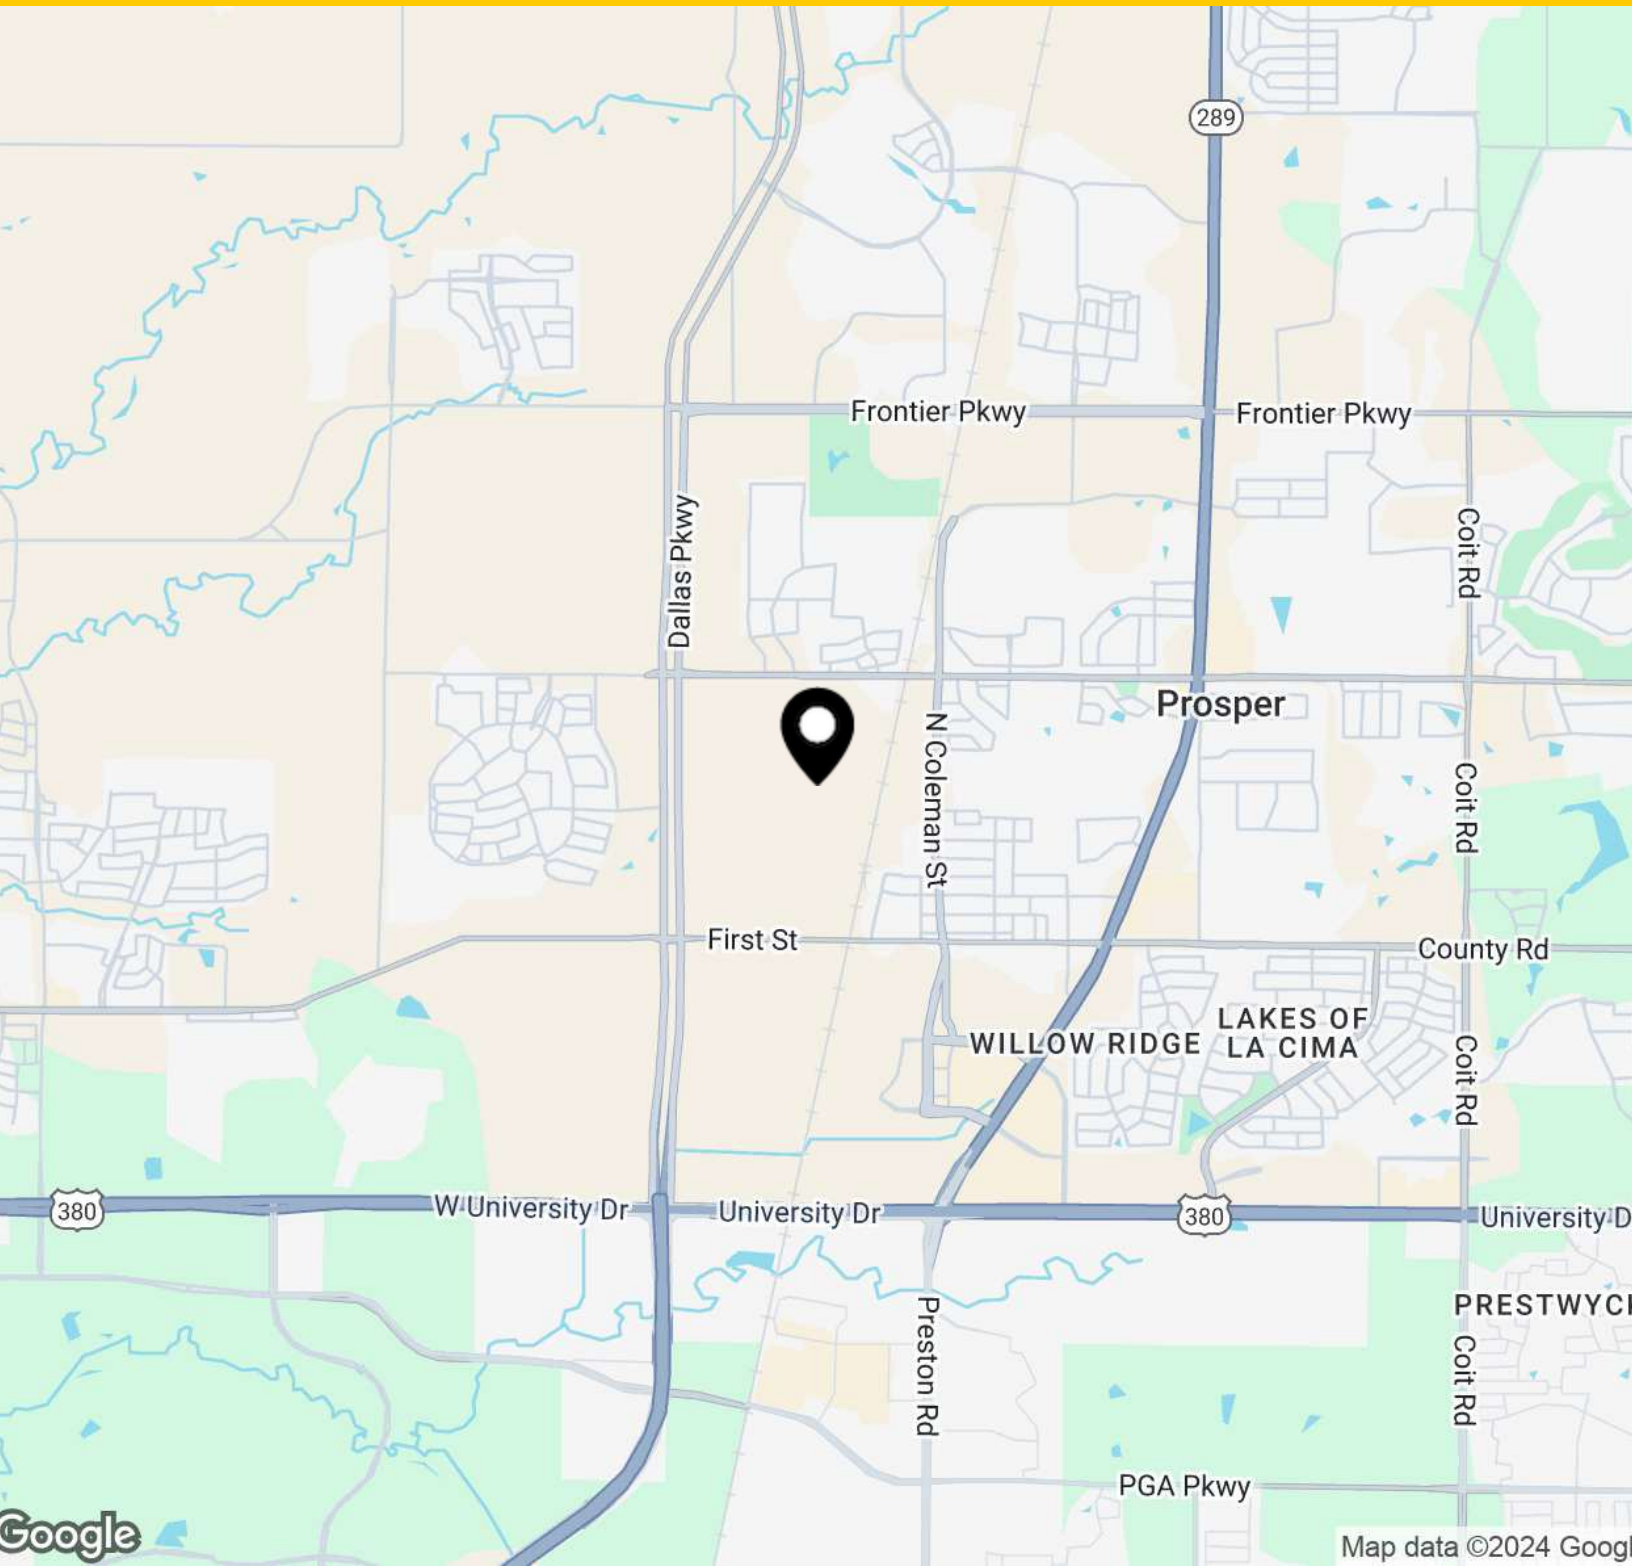 289
Frontier Pkwy
Frontier Pkwy
Dallas Pkwy
Coit Rd
Prosper
N Coleman St
Coit Rd
First St
County Rd
WILLOW RIDGE
LAKES OF
LA CIMA
Coit Rd
380
W University Dr
University Dr
380
University D
PRESTWYCH
Preston Rd
Coit Rd
PGA Pkwy
Google
Map data ©2024 Googl